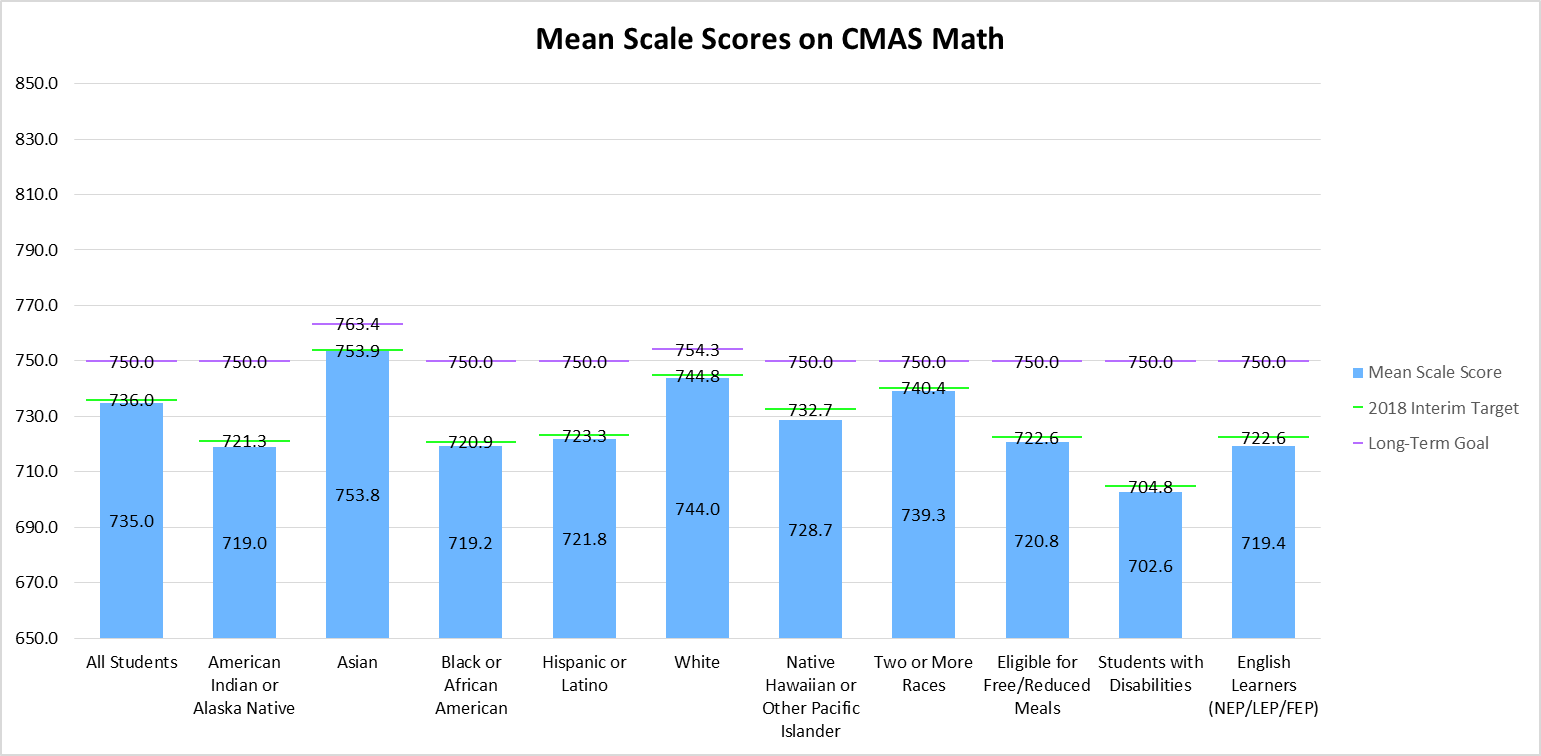 Mean Scale Scores on CMAS Math
850.0
830.0
810.0
790.0
770.0
750.0
730.0
710.0
690.0
670.0
650.0
750.0 750.0 763.4 750.0 750.0 754.3 750.0 750.0 750.0 750.0 750.0
736.0 721.3 753.9 720.9 723.3 744.8 732.7 740.4 722.6 704.8 722.6
735.0 719.0 753.8 719.2 721.8 744.0 728.7 739.3 720.8 702.6 719.4
All Students
American
Indian or
Alaska Native
Asian
Black or
African
American
Hispanic or
Latino
White
Native
Hawaiian or
Other Pacific
Islander
Two or More
Races
Eligible for
Free/Reduced
Meals
Students with
Disabilities
English
Learners
(NEP/LEP/FEP)
Mean Scale Score
2018 Interim Target
Long-Term Goal